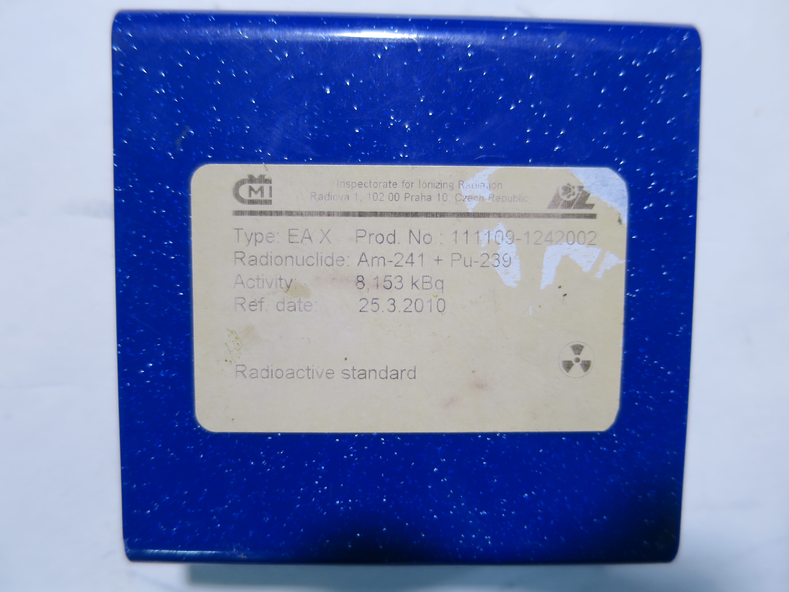 CMI
Inspectorate for Ionizing Radiation
Radiova 1, 102 00 Praha 10, Czech Republic
Type: EA X Prod. No.: 111109-1242002
Radionuclide: Am-241 + Pu-239
Activity: 8,153 kBq
Ref. date: 25.3.2010
Radioactive standard